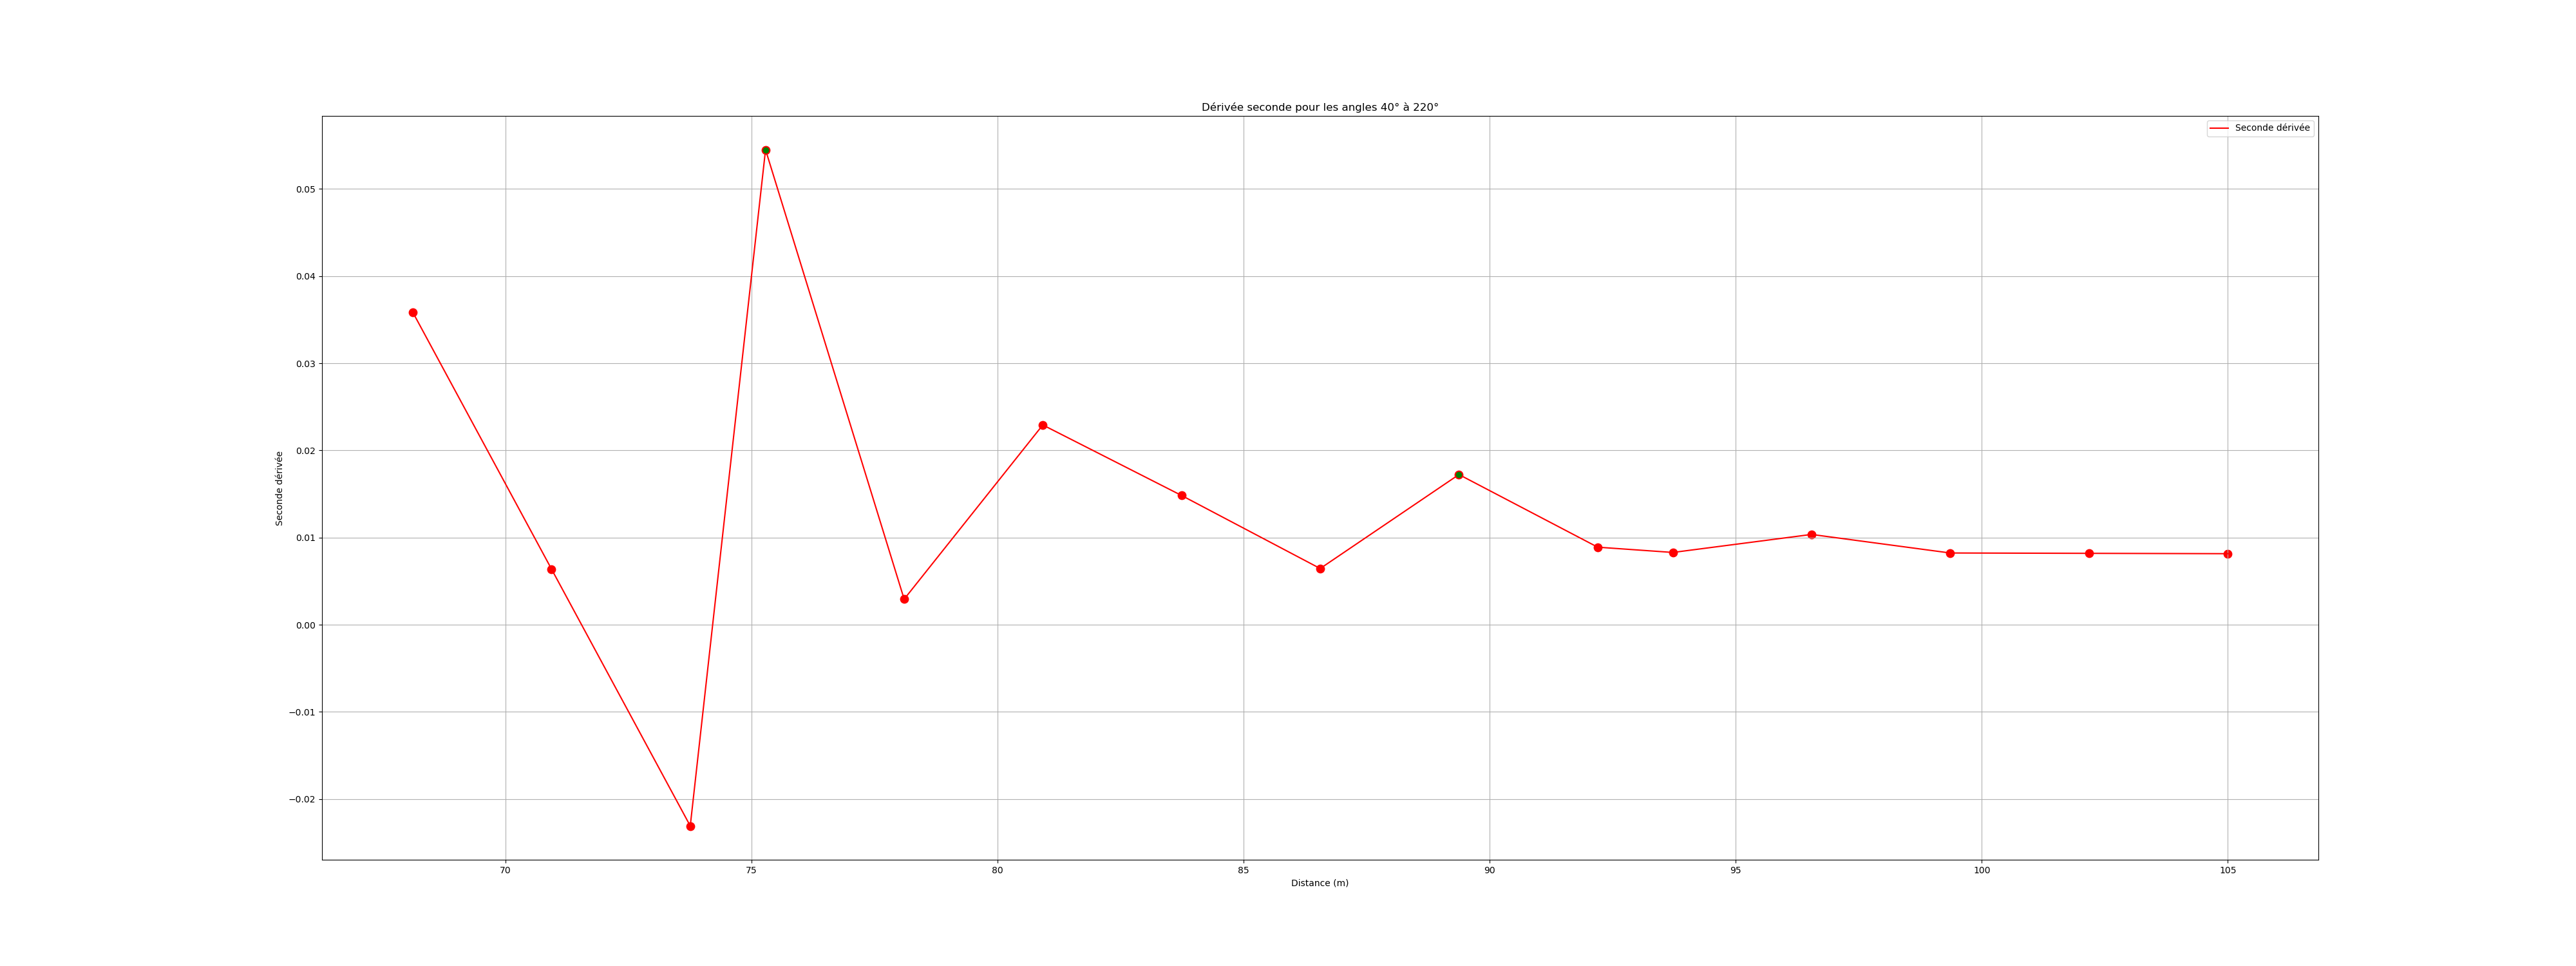 Dérivée seconde pour les angles 40° à 220°
Seconde dérivée
0.05
0.04
0.03
0.02
0.01
0.00
−0.01
−0.02
Seconde dérivée
70 75 80 85 90 95 100 105
Distance (m)